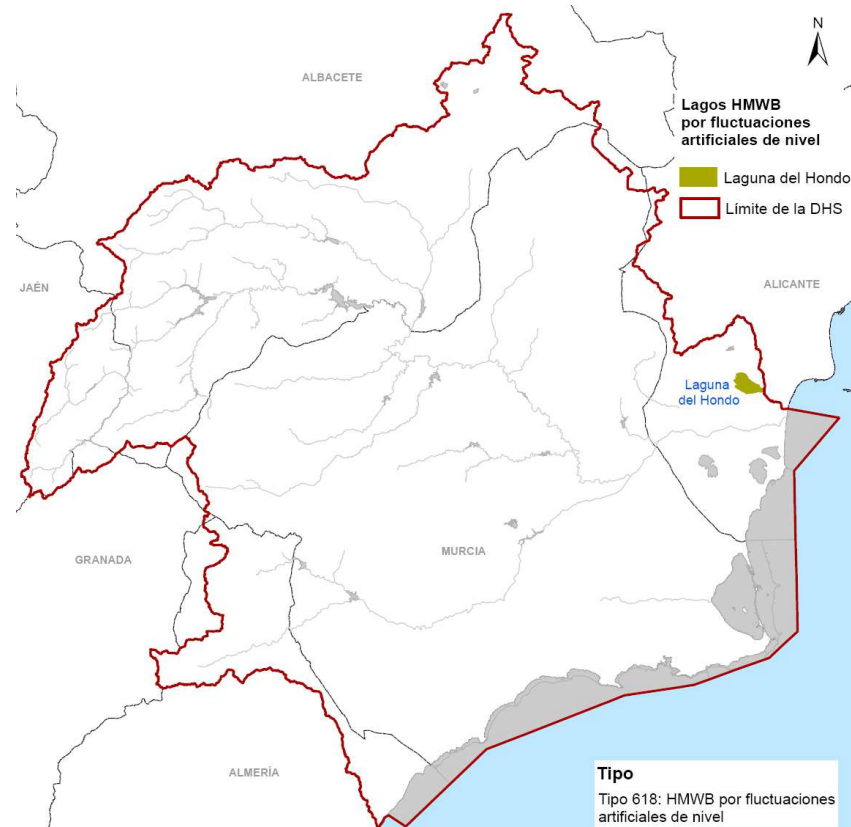 N
ALBACETE
Lagos HMWB
por fluctuaciones
artificiales de nivel
Laguna del Hondo
Límite de la DHS
JAÉN
ALICANTE
Laguna
del Hondo
GRANADA
MURCIA
ALMERÍA
Tipo
Tipo 618: HMWB por fluctuaciones
artificiales de nivel